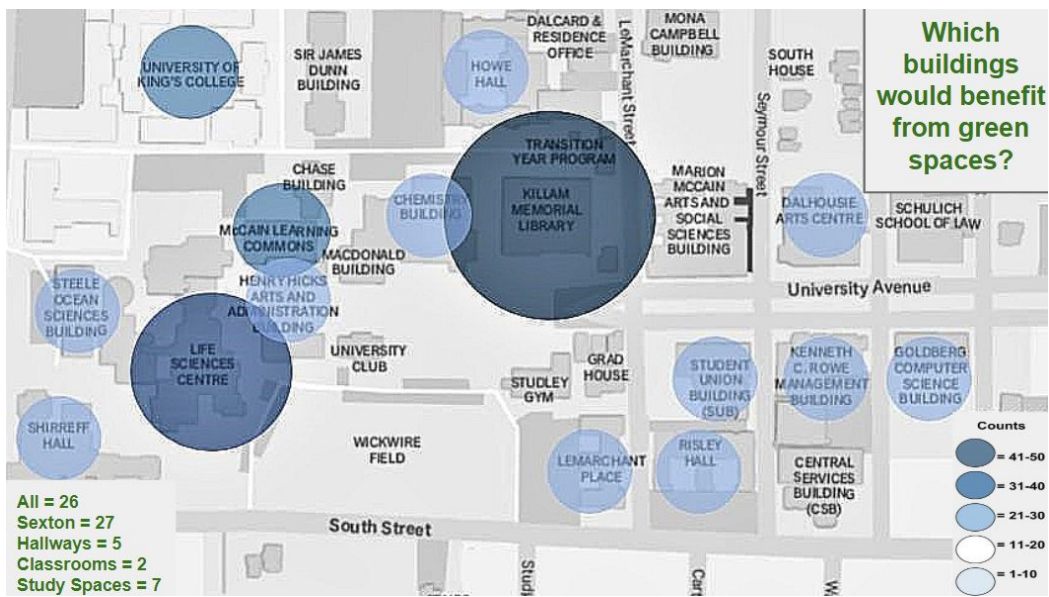 Which
buildings
would benefit
from green
spaces?
UNIVERSITY OF
KING'S COLLEGE
SIR JAMES
DUNN
BUILDING
HOWE
HALL
DALCARD &
RESIDENCE
OFFICE
LeMarchant Street
MONA
CAMPBELL
BUILDING
SOUTH
HOUSE
Seymour Street
TRANSITION
YEAR PROGRAM
KILLAM
MEMORIAL
LIBRARY
CHASE
BUILDING
McCAIN LEARNING
COMMONS
CHEMISTRY
BUILDING
MACDONALD
BUILDING
MARION
MCCAIN
ARTS AND
SOCIAL
SCIENCES
BUILDING
DALHOUSIE
ARTS CENTRE
SCHULICH
SCHOOL OF LAW
STEELE
OCEAN
SCIENCES
BUILDING
HENRY HICKS
ARTS AND
ADMINISTRATION
BUILDING
University Avenue
LIFE
SCIENCES
CENTRE
UNIVERSITY
CLUB
STUDLEY
GYM
GRAD
HOUSE
STUDENT
UNION
BUILDING
(SUB)
KENNETH
C. ROWE
MANAGEMENT
BUILDING
GOLDBERG
COMPUTER
SCIENCE
BUILDING
SHIRREFF
HALL
WICKWIRE
FIELD
LEMARCHANT
PLACE
RISLEY
HALL
CENTRAL
SERVICES
BUILDING
(CSB)
South Street
All = 26
Sexton = 27
Hallways = 5
Classrooms = 2
Study Spaces = 7
Counts
= 41-50
= 31-40
= 21-30
= 11-20
= 1-10